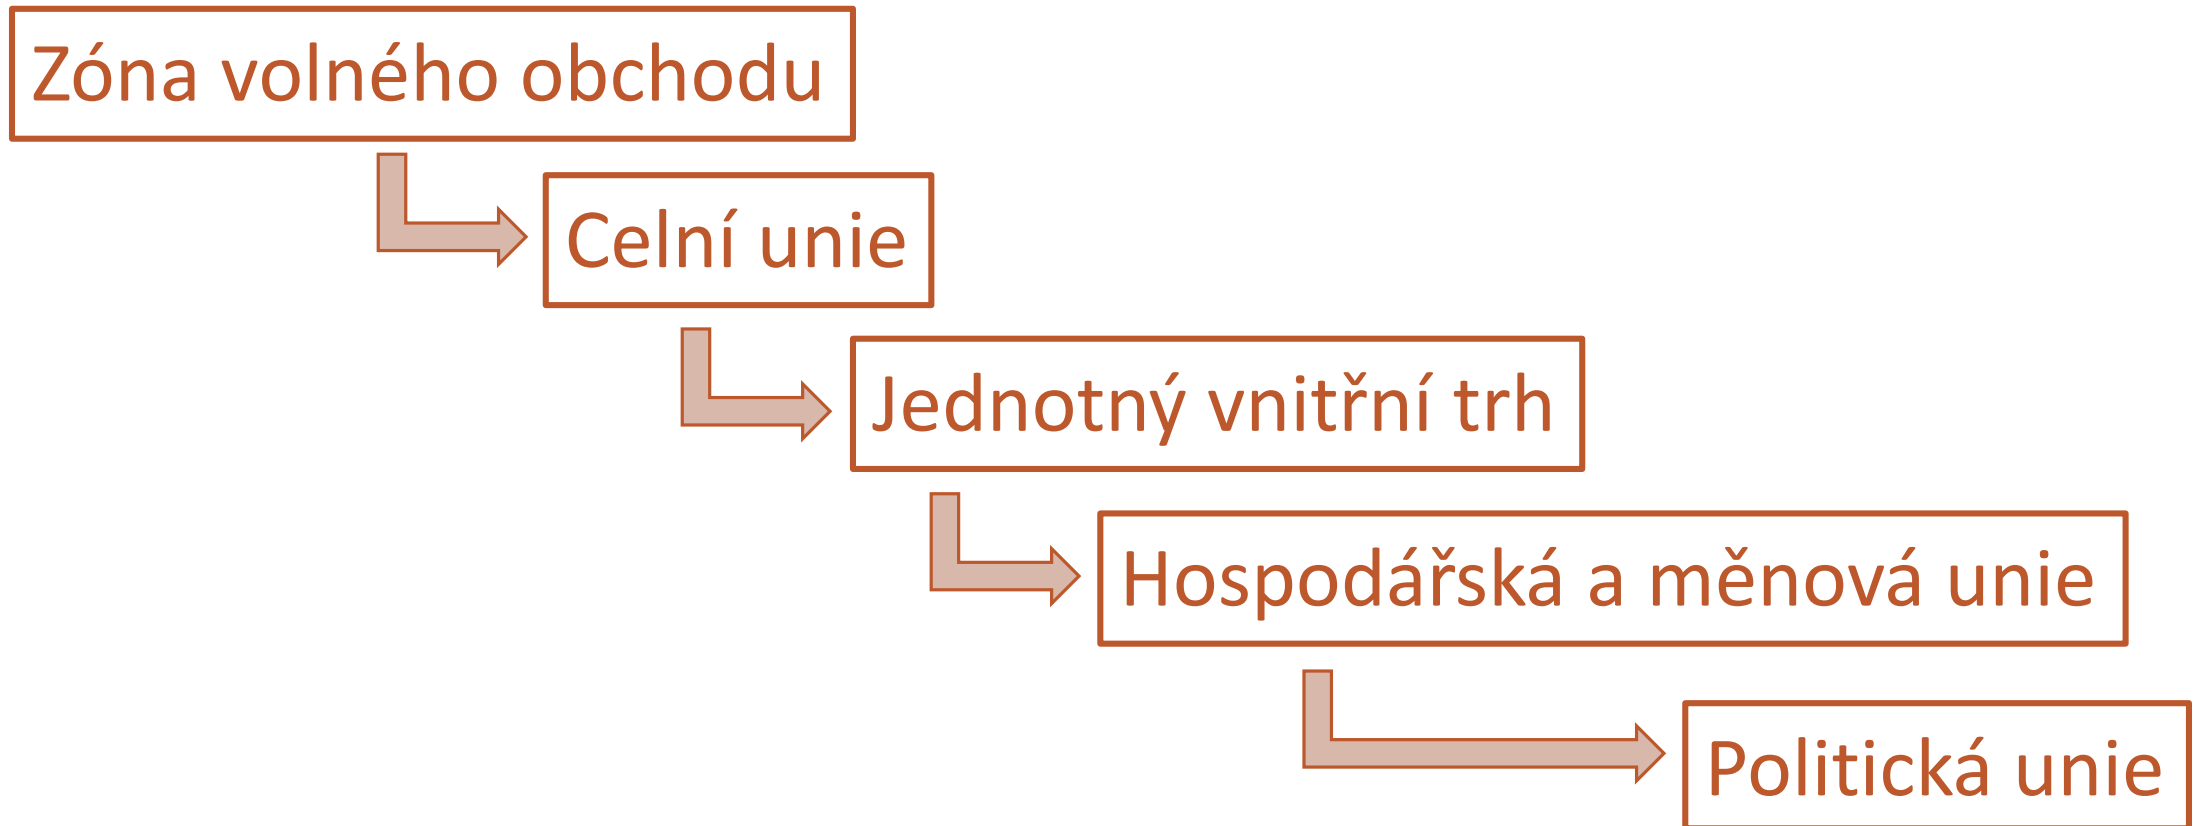 Zóna volného obchodu
Celní unie
Jednotný vnitřní trh
Hospodářská a měnová unie
Politická unie